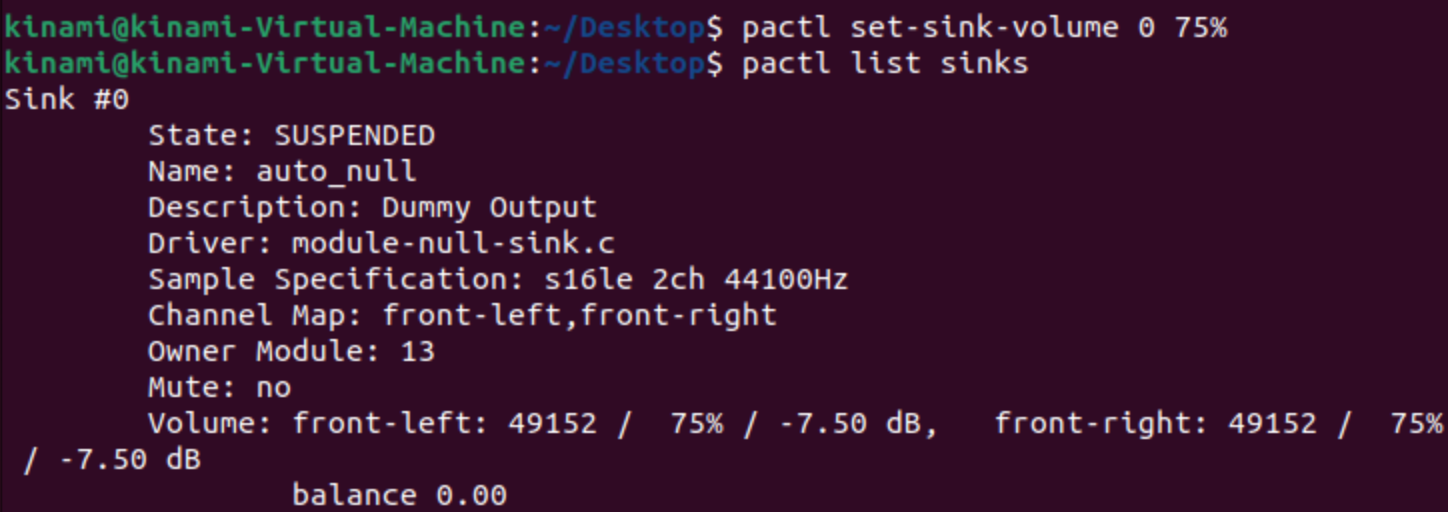 kinami@kinami-Virtual-Machine:~/Desktop$ pactl set-sink-volume 0 75%
kinami@kinami-Virtual-Machine:~/Desktop$ pactl list sinks
Sink #0
        State: SUSPENDED
        Name: auto_null
        Description: Dummy Output
        Driver: module-null-sink.c
        Sample Specification: s16le 2ch 44100Hz
        Channel Map: front-left,front-right
        Owner Module: 13
        Mute: no
        Volume: front-left: 49152 /  75% / -7.50 dB,   front-right: 49152 /  75%
 / -7.50 dB
                balance 0.00